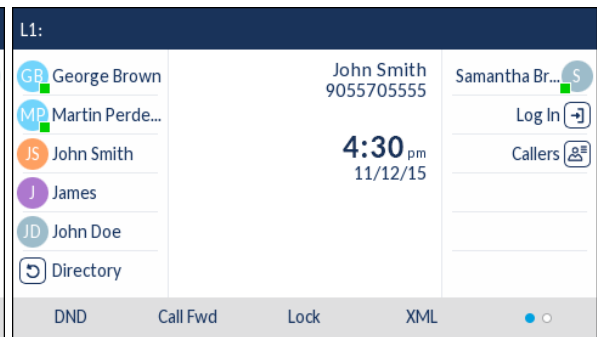 L1:
GB George Brown
MP Martin Perde...
JS John Smith
J James
JD John Doe
Directory
John Smith
9055705555
4:30 pm
11/12/15
Samantha Br... S
Log In
Callers
DND Call Fwd Lock XML